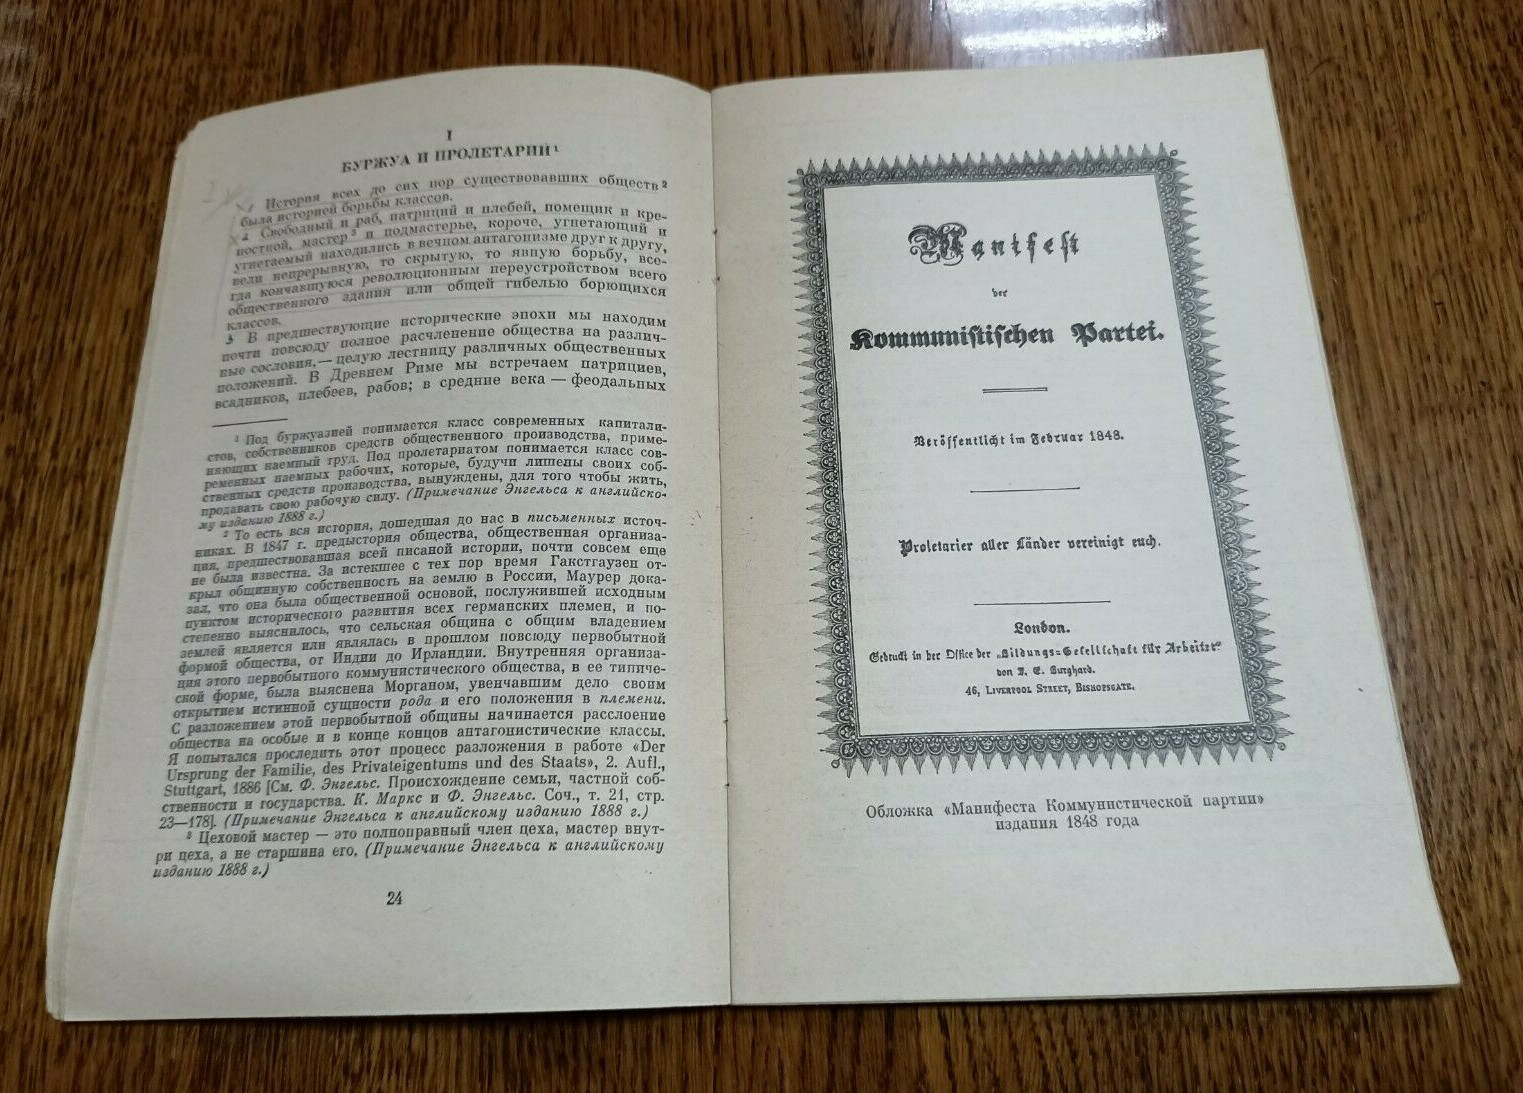 I
БУРЖУА И ПРОЛЕТАРИИ¹
1 История всех до сих пор существовавших обществ²
была историей борьбы классов.
2 Свободный и раб, патриций и плебей, помещик и кре-
постной, мастер³ и подмастерье, короче, угнетающий и
угнетаемый находились в вечном антагонизме друг к другу,
вели непрерывную, то скрытую, то явную борьбу, все-
гда кончавшуюся революционным переустройством всего
общественного здания или общей гибелью борющихся
классов.
3 В предшествующие исторические эпохи мы находим
почти повсюду полное расчленение общества на различ-
ные сословия,— целую лестницу различных общественных
положений. В Древнем Риме мы встречаем патрициев,
всадников, плебеев, рабов; в средние века — феодальных
¹ Под буржуазией понимается класс современных капитали-
стов, собственников средств общественного производства, приме-
няющих наемный труд. Под пролетариатом понимается класс сов-
ременных наемных рабочих, которые, будучи лишены своих соб-
ственных средств производства, вынуждены, для того чтобы жить,
продавать свою рабочую силу. (Примечание Энгельса к английско-
му изданию 1888 г.)
² То есть вся история, дошедшая до нас в письменных источ-
никах. В 1847 г. предыстория общества, общественная организа-
ция, предшествовавшая всей писаной истории, почти совсем еще
не была известна. За истекшее с тех пор время Гакстгаузен от-
крыл общинную собственность на землю в России, Маурер дока-
зал, что она была общественной основой, послужившей исходным
пунктом исторического развития всех германских племен, и по-
степенно выяснилось, что сельская община с общим владением
землей является или являлась в прошлом повсюду первобытной
формой общества, от Индии до Ирландии. Внутренняя организа-
ция этого первобытного коммунистического общества, в ее типиче-
ской форме, была выяснена Морганом, увенчавшим дело своим
открытием истинной сущности рода и его положения в племени.
С разложением этой первобытной общины начинается расслоение
общества на особые и в конце концов антагонистические классы.
Я попытался проследить этот процесс разложения в работе «Der
Ursprung der Familie, des Privateigentums und des Staats», 2. Aufl.,
Stuttgart, 1886 [См. Ф. Энгельс. Происхождение семьи, частной соб-
ственности и государства. К. Маркс и Ф. Энгельс. Соч., т. 21, стр.
23—178]. (Примечание Энгельса к английскому изданию 1888 г.)
³ Цеховой мастер — это полноправный член цеха, мастер внут-
ри цеха, а не старшина его. (Примечание Энгельса к английскому
изданию 1888 г.)
24
Manifest
der
Kommunistischen Partei.
Veröffentlicht im Februar 1848.
Proletarier aller Länder vereinigt euch.
London.
Gedruckt in der Office der „Bildungs=Gesellschaft für Arbeiter"
von J. E. Burghard.
46, LIVERPOOL STREET, BISHOPSGATE.
Обложка «Манифеста Коммунистической партии»
издания 1848 года